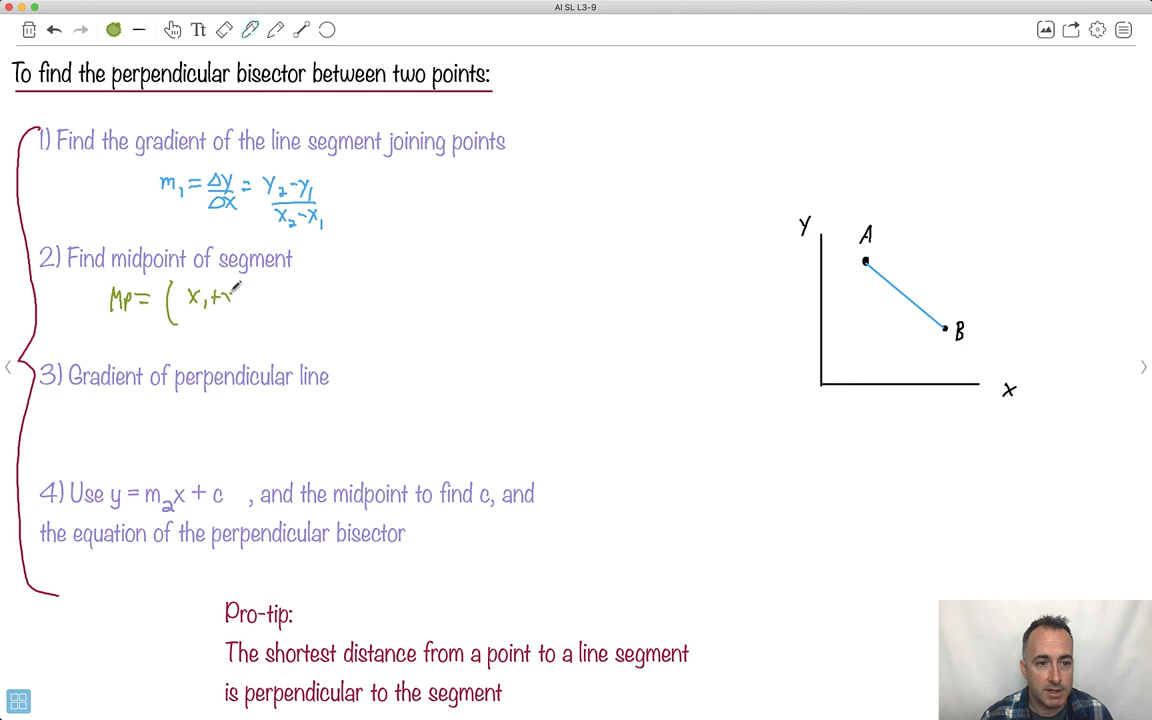 AI SL L3-9
Tt
To find the perpendicular bisector between two points:
1) Find the gradient of the line segment joining points
m₁ = Δy/Δx = (y₂-y₁)/(x₂-x₁)
2) Find midpoint of segment
Mp = ( x₁+x
3) Gradient of perpendicular line
4) Use y = m₂x + c , and the midpoint to find c, and
the equation of the perpendicular bisector
Pro-tip:
The shortest distance from a point to a line segment
is perpendicular to the segment
y
A
B
x